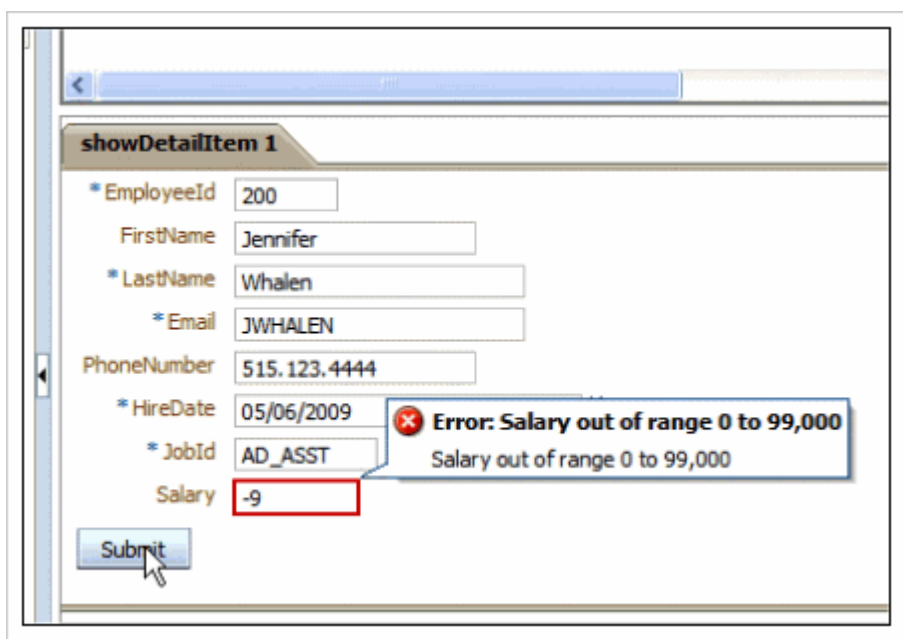 showDetailItem 1
* EmployeeId 200
FirstName Jennifer
* LastName Whalen
* Email JWHALEN
PhoneNumber 515.123.4444
* HireDate 05/06/2009
Error: Salary out of range 0 to 99,000
* JobId AD_ASST
Salary out of range 0 to 99,000
Salary -9
Submit